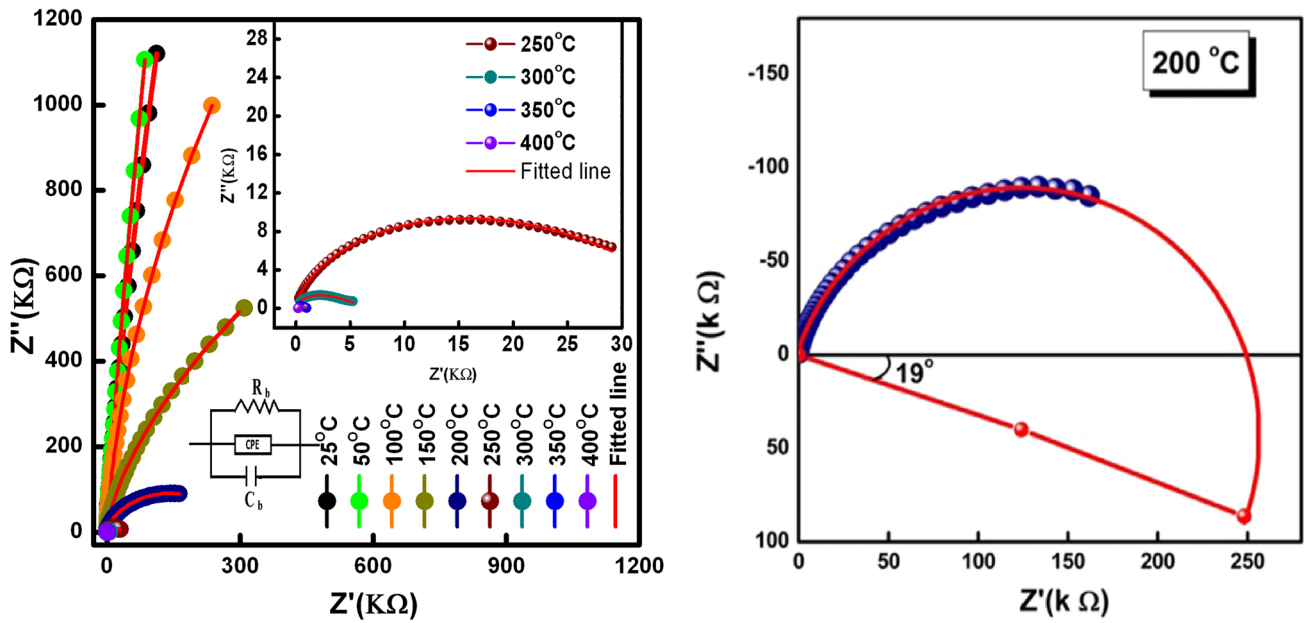 1200
1000
800
600
400
200
0
Z''(KΩ)
0
300
600
900
1200
Z'(KΩ)
28
24
20
16
12
8
4
0
Z''(KΩ)
0
5
10
15
20
25
30
Z'(KΩ)
250°C
300°C
350°C
400°C
Fitted line
R b
CPE
C b
25°C
50°C
100°C
150°C
200°C
250°C
300°C
350°C
400°C
Fitted line
200 °C
-150
-100
-50
0
50
100
Z''(k Ω)
19°
0
50
100
150
200
250
Z'(k Ω)